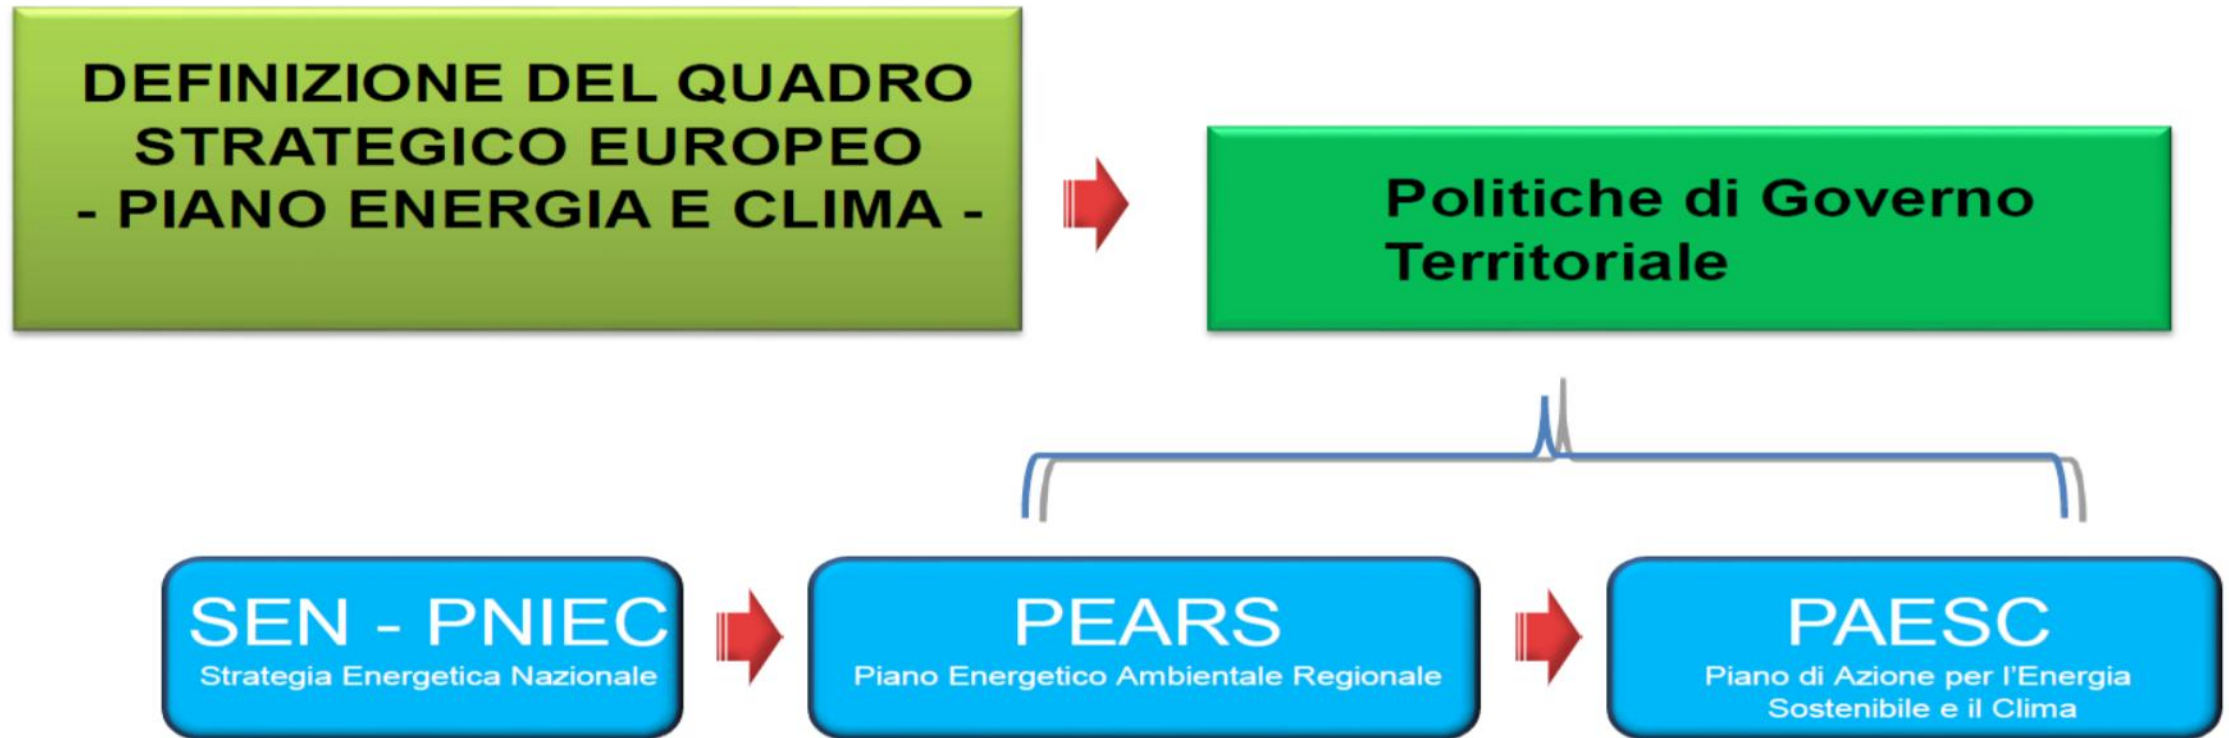 DEFINIZIONE DEL QUADRO
STRATEGICO EUROPEO
- PIANO ENERGIA E CLIMA -
Politiche di Governo
Territoriale
SEN - PNIEC
Strategia Energetica Nazionale
PEARS
Piano Energetico Ambientale Regionale
PAESC
Piano di Azione per l'Energia
Sostenibile e il Clima